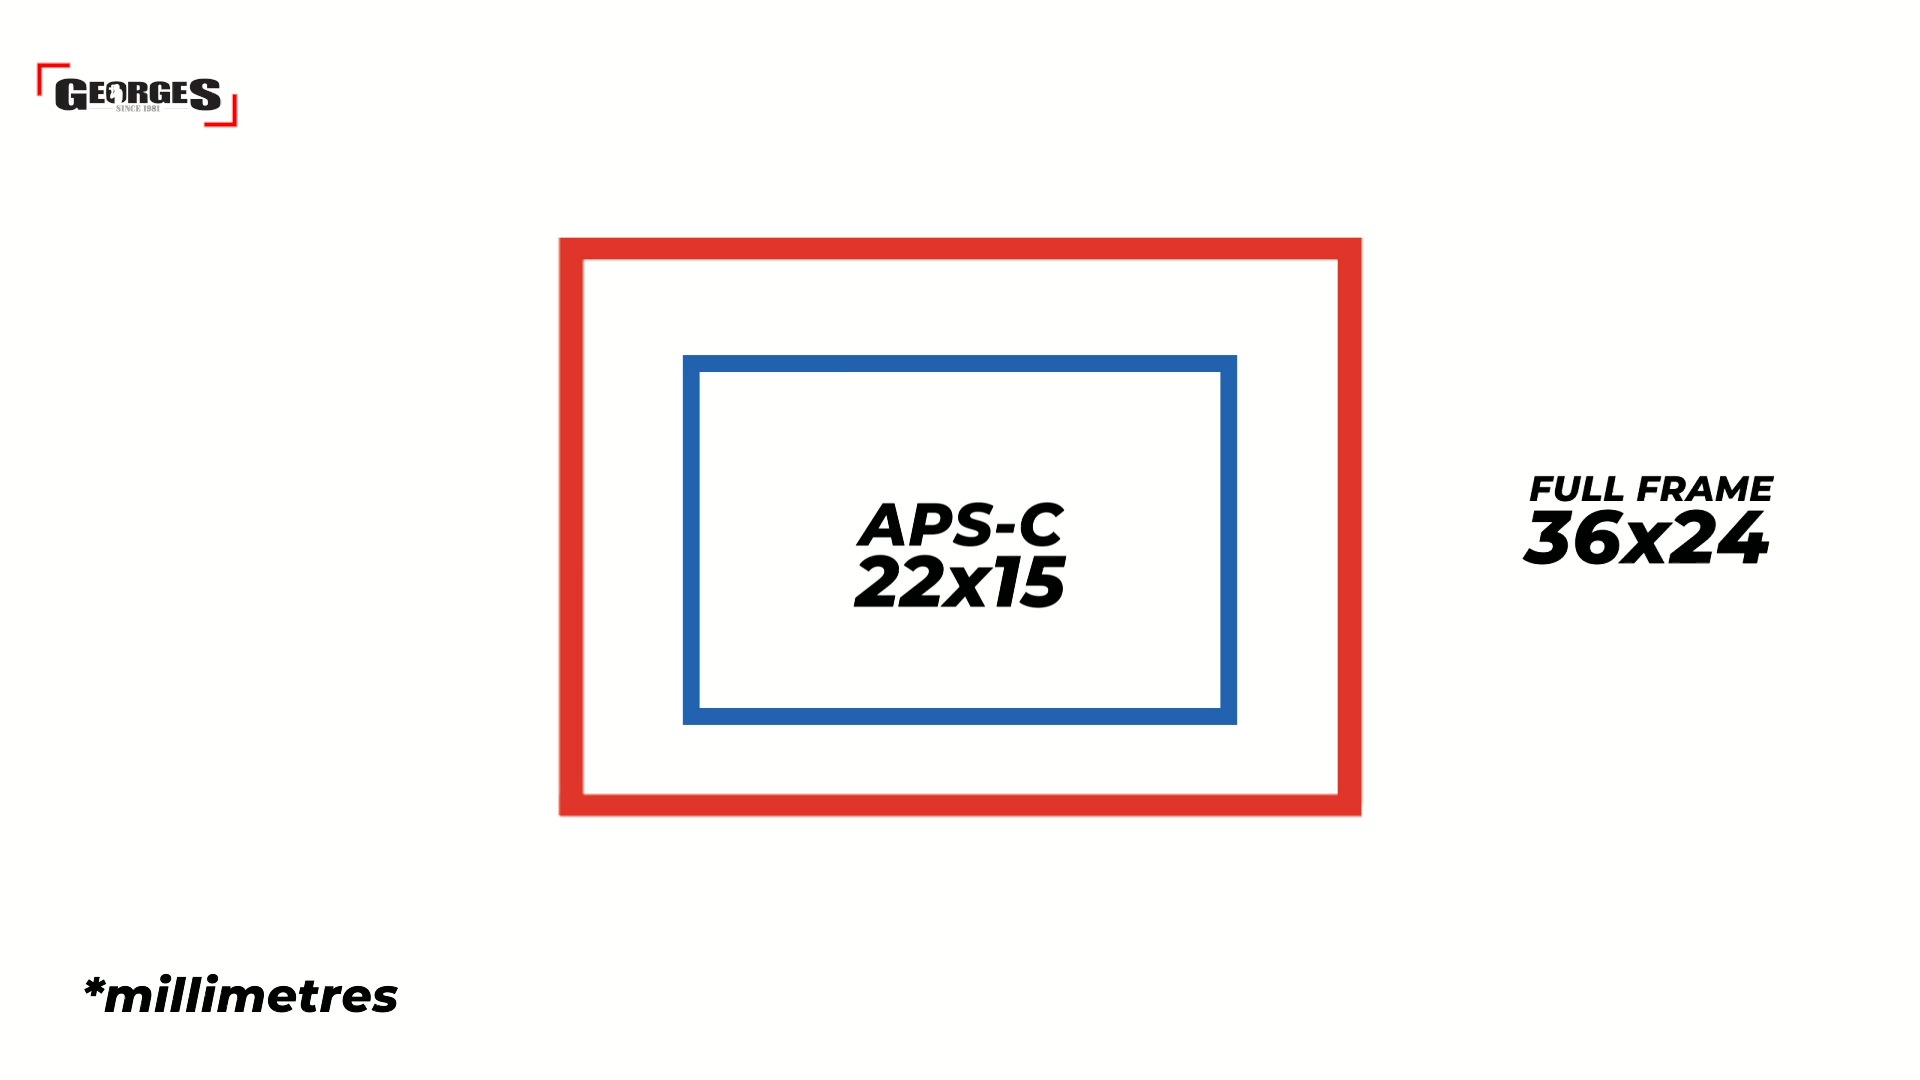 GEORGES
SINCE 1981
APS-C
22x15
FULL FRAME
36x24
*millimetres